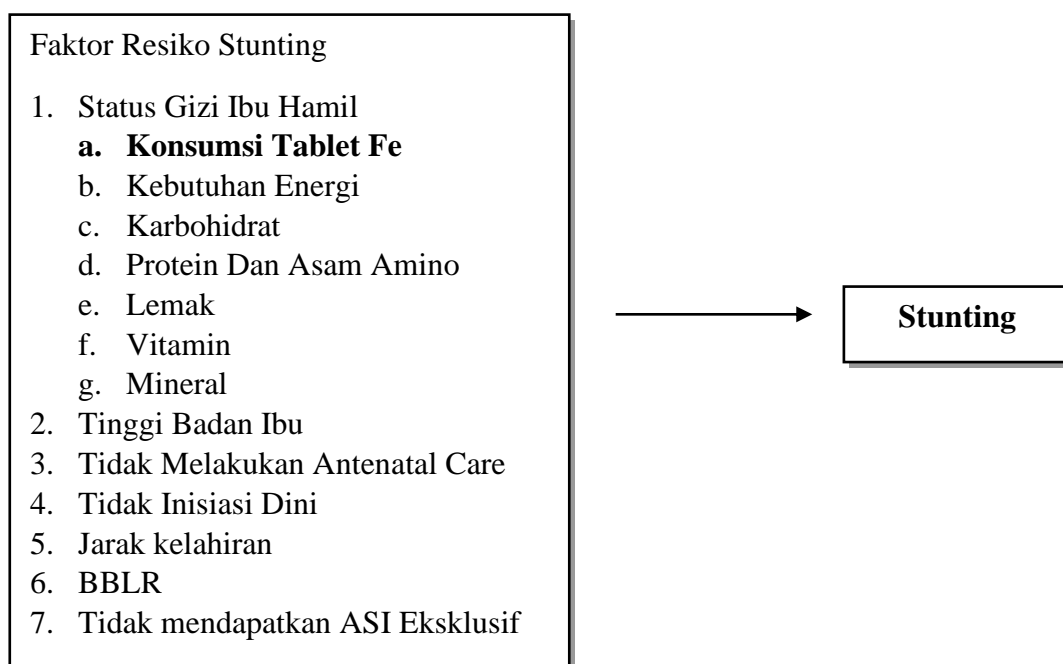 Faktor Resiko Stunting
1. Status Gizi Ibu Hamil
a. Konsumsi Tablet Fe
b. Kebutuhan Energi
c. Karbohidrat
d. Protein Dan Asam Amino
e. Lemak
f. Vitamin
g. Mineral
2. Tinggi Badan Ibu
3. Tidak Melakukan Antenatal Care
4. Tidak Inisiasi Dini
5. Jarak kelahiran
6. BBLR
7. Tidak mendapatkan ASI Eksklusif
Stunting